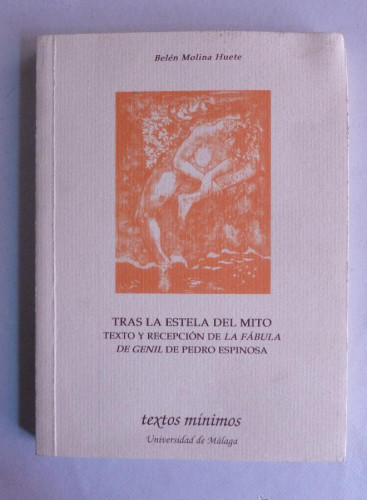 Belén Molina Huete
TRAS LA ESTELA DEL MITO
TEXTO Y RECEPCIÓN DE LA FÁBULA
DE GENIL DE PEDRO ESPINOSA
textos mínimos
Universidad de Málaga